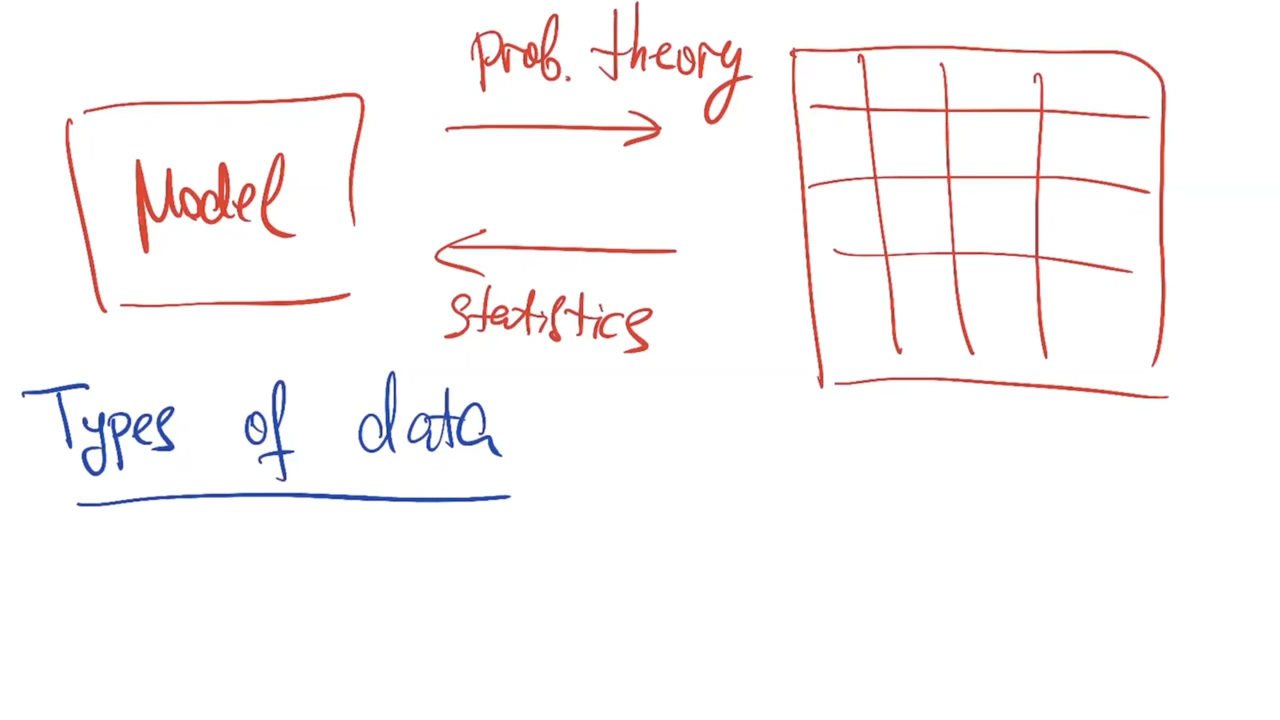 prob. theory
Model
statistics
Types of data